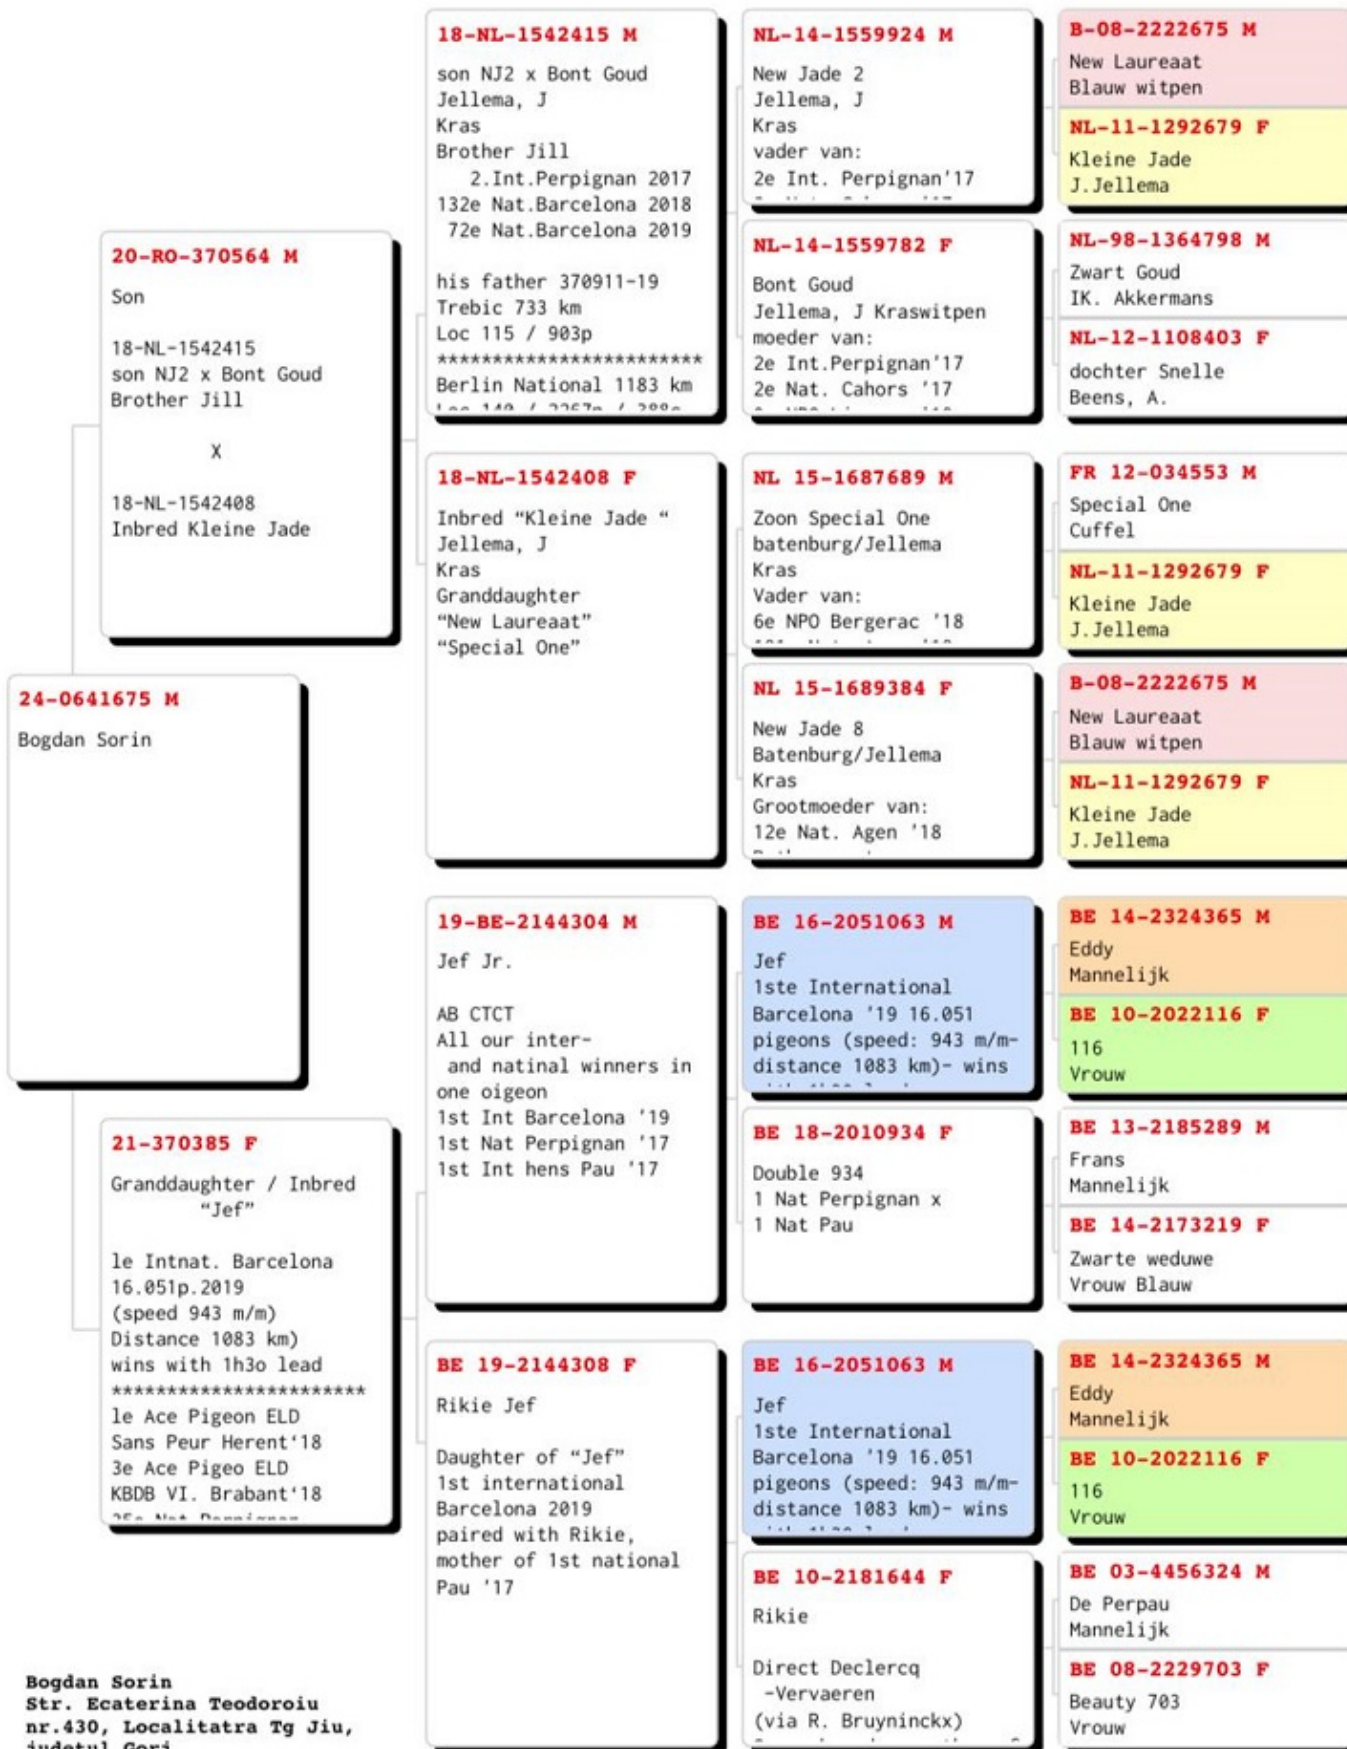 24-0641675 M
Bogdan Sorin
20-RO-370564 M
Son
18-NL-1542415
son NJ2 x Bont Goud
Brother Jill
X
18-NL-1542408
Inbred Kleine Jade
21-370385 F
Granddaughter / Inbred
“Jef”
le Intnat. Barcelona
16.051p.2019
(speed 943 m/m)
Distance 1083 km)
wins with 1h3o lead
***********************
le Ace Pigeon ELD
Sans Peur Herent‘18
3e Ace Pigeo ELD
KBDB VI. Brabant‘18
18-NL-1542415 M
son NJ2 x Bont Goud
Jellema, J
Kras
Brother Jill
2.Int.Perpignan 2017
132e Nat.Barcelona 2018
72e Nat.Barcelona 2019
his father 370911-19
Trebic 733 km
Loc 115 / 903p
************************
Berlin National 1183 km
18-NL-1542408 F
Inbred “Kleine Jade “
Jellema, J
Kras
Granddaughter
“New Laureaat”
“Special One”
19-BE-2144304 M
Jef Jr.
AB CTCT
All our inter-
and natinal winners in
one oigeon
1st Int Barcelona '19
1st Nat Perpignan '17
1st Int hens Pau '17
BE 19-2144308 F
Rikie Jef
Daughter of “Jef”
1st international
Barcelona 2019
paired with Rikie,
mother of 1st national
Pau '17
NL-14-1559924 M
New Jade 2
Jellema, J
Kras
vader van:
2e Int. Perpignan'17
NL-14-1559782 F
Bont Goud
Jellema, J Kraswitpen
moeder van:
2e Int.Perpignan'17
2e Nat. Cahors '17
NL 15-1687689 M
Zoon Special One
batenburg/Jellema
Kras
Vader van:
6e NPO Bergerac '18
NL 15-1689384 F
New Jade 8
Batenburg/Jellema
Kras
Grootmoeder van:
12e Nat. Agen '18
BE 16-2051063 M
Jef
1ste International
Barcelona '19 16.051
pigeons (speed: 943 m/m-
distance 1083 km)- wins
BE 18-2010934 F
Double 934
1 Nat Perpignan x
1 Nat Pau
BE 16-2051063 M
Jef
1ste International
Barcelona '19 16.051
pigeons (speed: 943 m/m-
distance 1083 km)- wins
BE 10-2181644 F
Rikie
Direct Declercq
-Vervaeren
(via R. Bruyninckx)
B-08-2222675 M
New Laureaat
Blauw witpen
NL-11-1292679 F
Kleine Jade
J.Jellema
NL-98-1364798 M
Zwart Goud
IK. Akkermans
NL-12-1108403 F
dochter Snelle
Beens, A.
FR 12-034553 M
Special One
Cuffel
NL-11-1292679 F
Kleine Jade
J.Jellema
B-08-2222675 M
New Laureaat
Blauw witpen
NL-11-1292679 F
Kleine Jade
J.Jellema
BE 14-2324365 M
Eddy
Mannelijk
BE 10-2022116 F
116
Vrouw
BE 13-2185289 M
Frans
Mannelijk
BE 14-2173219 F
Zwarte weduwe
Vrouw Blauw
BE 14-2324365 M
Eddy
Mannelijk
BE 10-2022116 F
116
Vrouw
BE 03-4456324 M
De Perpau
Mannelijk
BE 08-2229703 F
Beauty 703
Vrouw
Bogdan Sorin
Str. Ecaterina Teodoroiu
nr.430, Localitatra Tg Jiu,